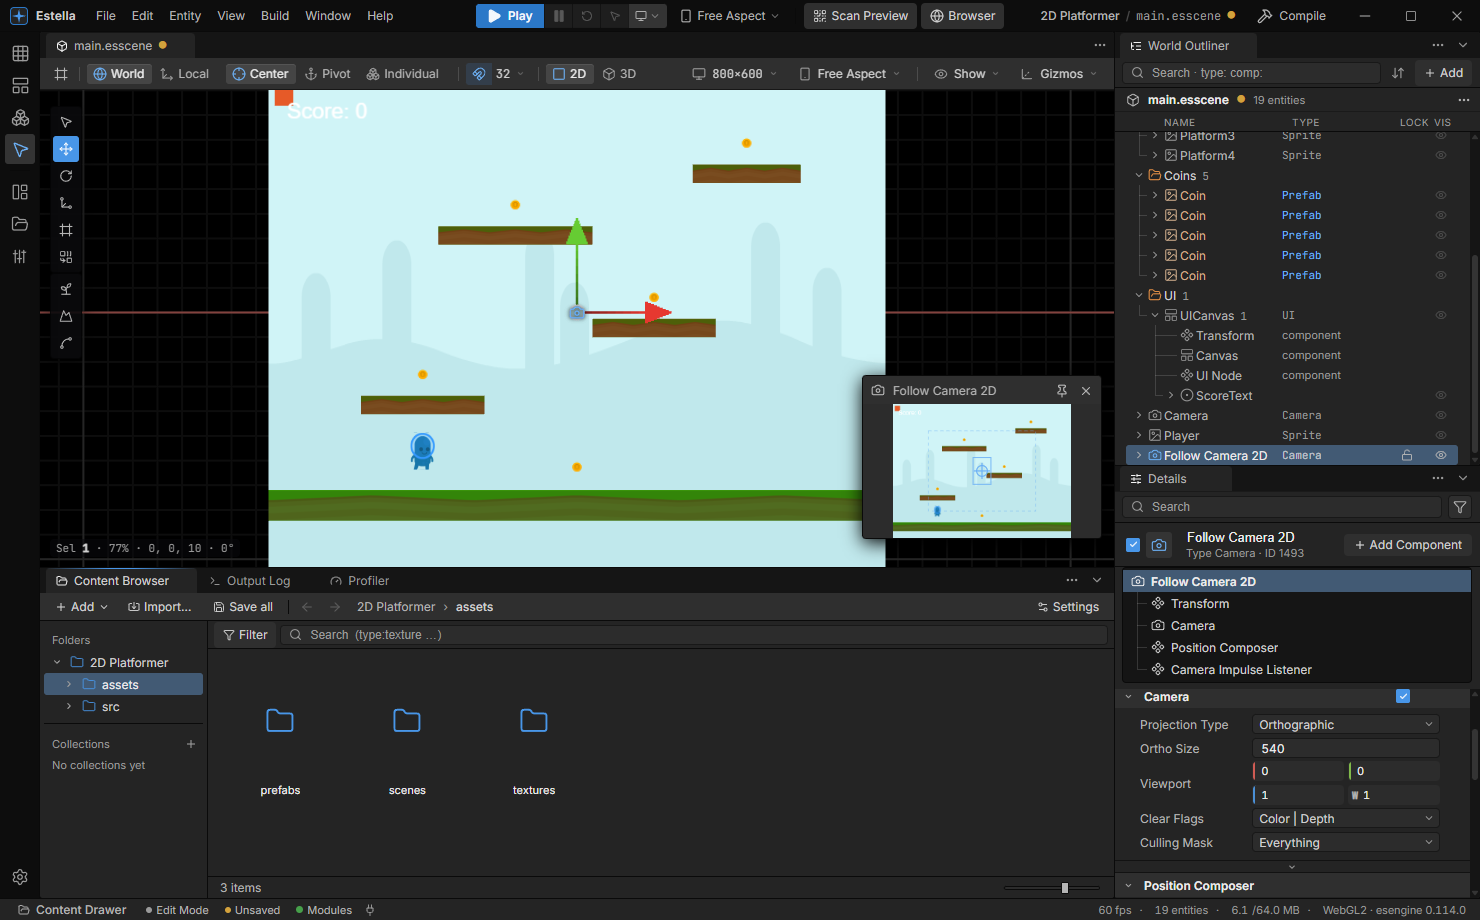 Estella File Edit Entity View Build Window Help Play Free Aspect Scan Preview Browser 2D Platformer / main.esscene Compile
main.esscene
World Local Center Pivot Individual 32 2D 3D 800×600 Free Aspect Show Gizmos
Score: 0
Follow Camera 2D
Sel 1 · 77% · 0, 0, 10 · 0°
World Outliner
Search · type: comp:
Add
main.esscene 19 entities
NAME TYPE LOCK VIS
Platform3 Sprite
Platform4 Sprite
Coins 5
Coin Prefab
Coin Prefab
Coin Prefab
Coin Prefab
Coin Prefab
UI 1
UICanvas 1 UI
Transform component
Canvas component
UI Node component
ScoreText
Camera Camera
Player Sprite
Follow Camera 2D Camera
Details
Search
Follow Camera 2D
Type Camera · ID 1493
Add Component
Follow Camera 2D
Transform
Camera
Position Composer
Camera Impulse Listener
Camera
Projection Type Orthographic
Ortho Size 540
Viewport
0 0
1 W 1
Clear Flags Color | Depth
Culling Mask Everything
Position Composer
Content Browser Output Log Profiler
Add Import... Save all 2D Platformer › assets Settings
Folders
2D Platformer
assets
src
Collections +
No collections yet
Filter Search (type:texture ...)
prefabs scenes textures
3 items
Content Drawer Edit Mode Unsaved Modules 60 fps · 19 entities · 6.1 /64.0 MB · WebGL2 · esengine 0.114.0